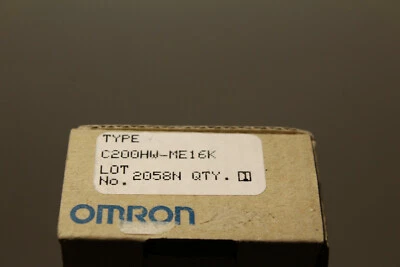 TYPE
C200HW-ME16K
LOT
No. 2058N QTY. 1
OMRON